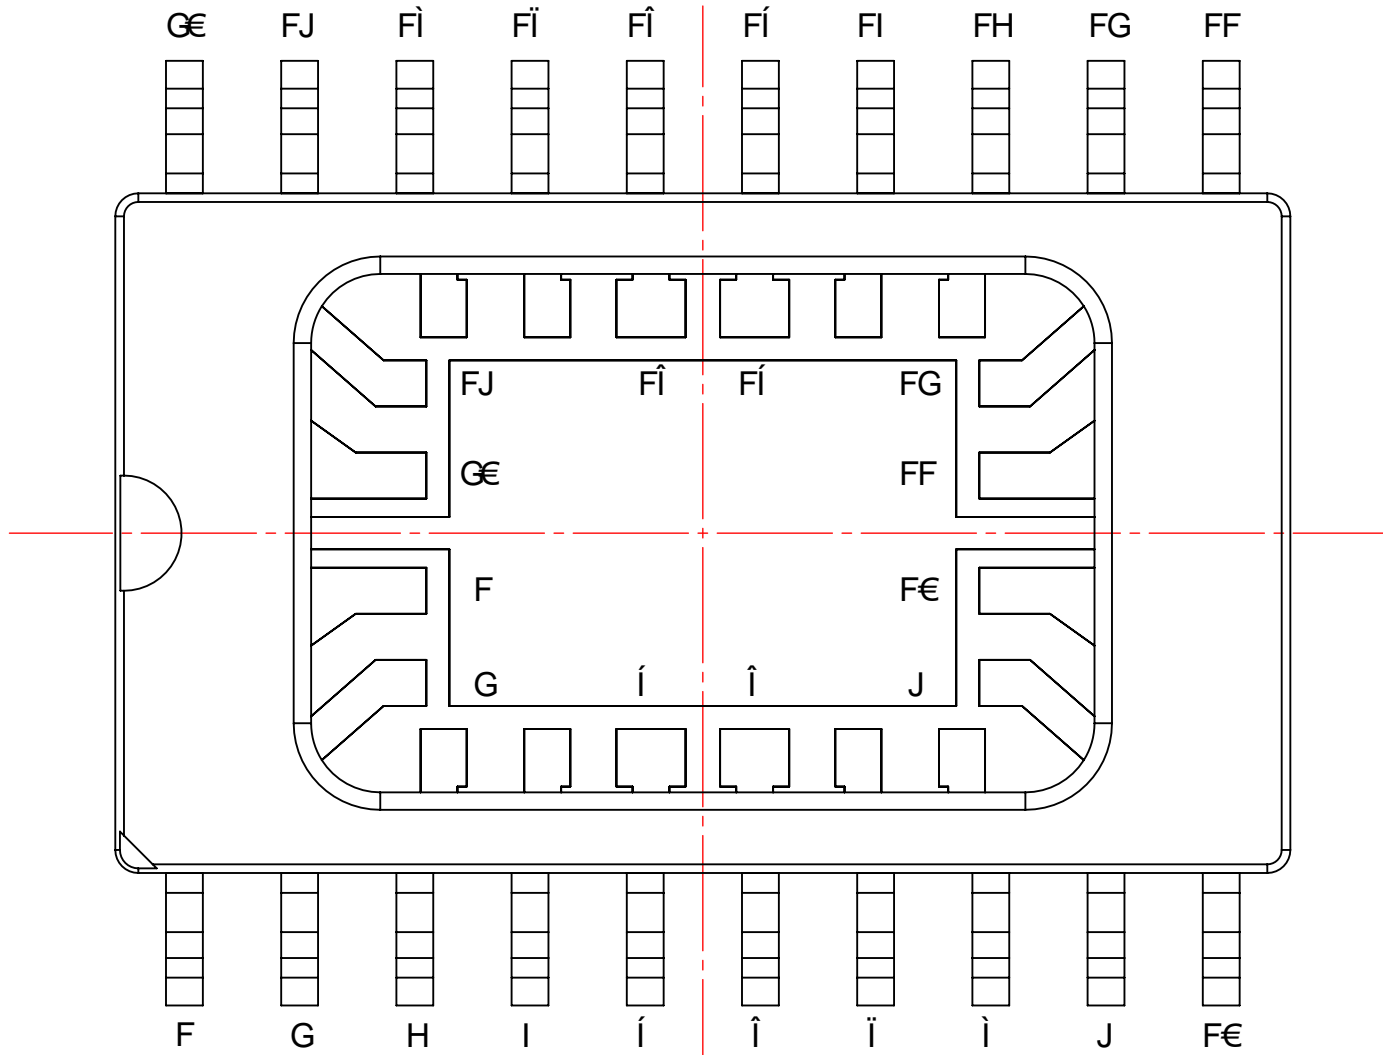 G€ FJ FÌ FÏ FÎ FÍ FI FH FG FF
FJ FÎ FÍ FG
G€ FF
F F€
G Í Î J
F G H I Í Î Ï Ì J F€